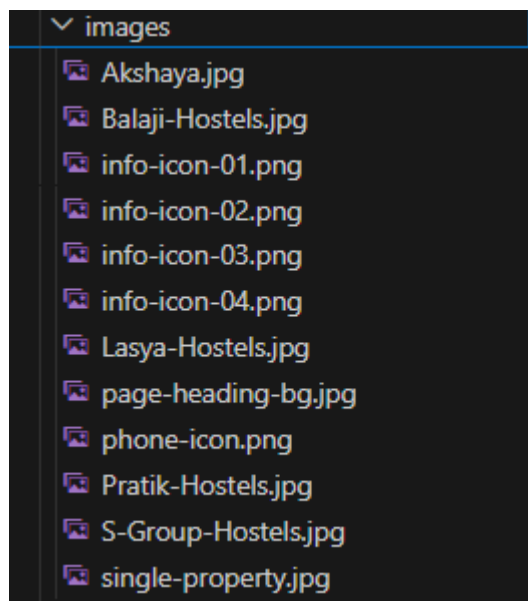 images
Akshaya.jpg
Balaji-Hostels.jpg
info-icon-01.png
info-icon-02.png
info-icon-03.png
info-icon-04.png
Lasya-Hostels.jpg
page-heading-bg.jpg
phone-icon.png
Pratik-Hostels.jpg
S-Group-Hostels.jpg
single-property.jpg